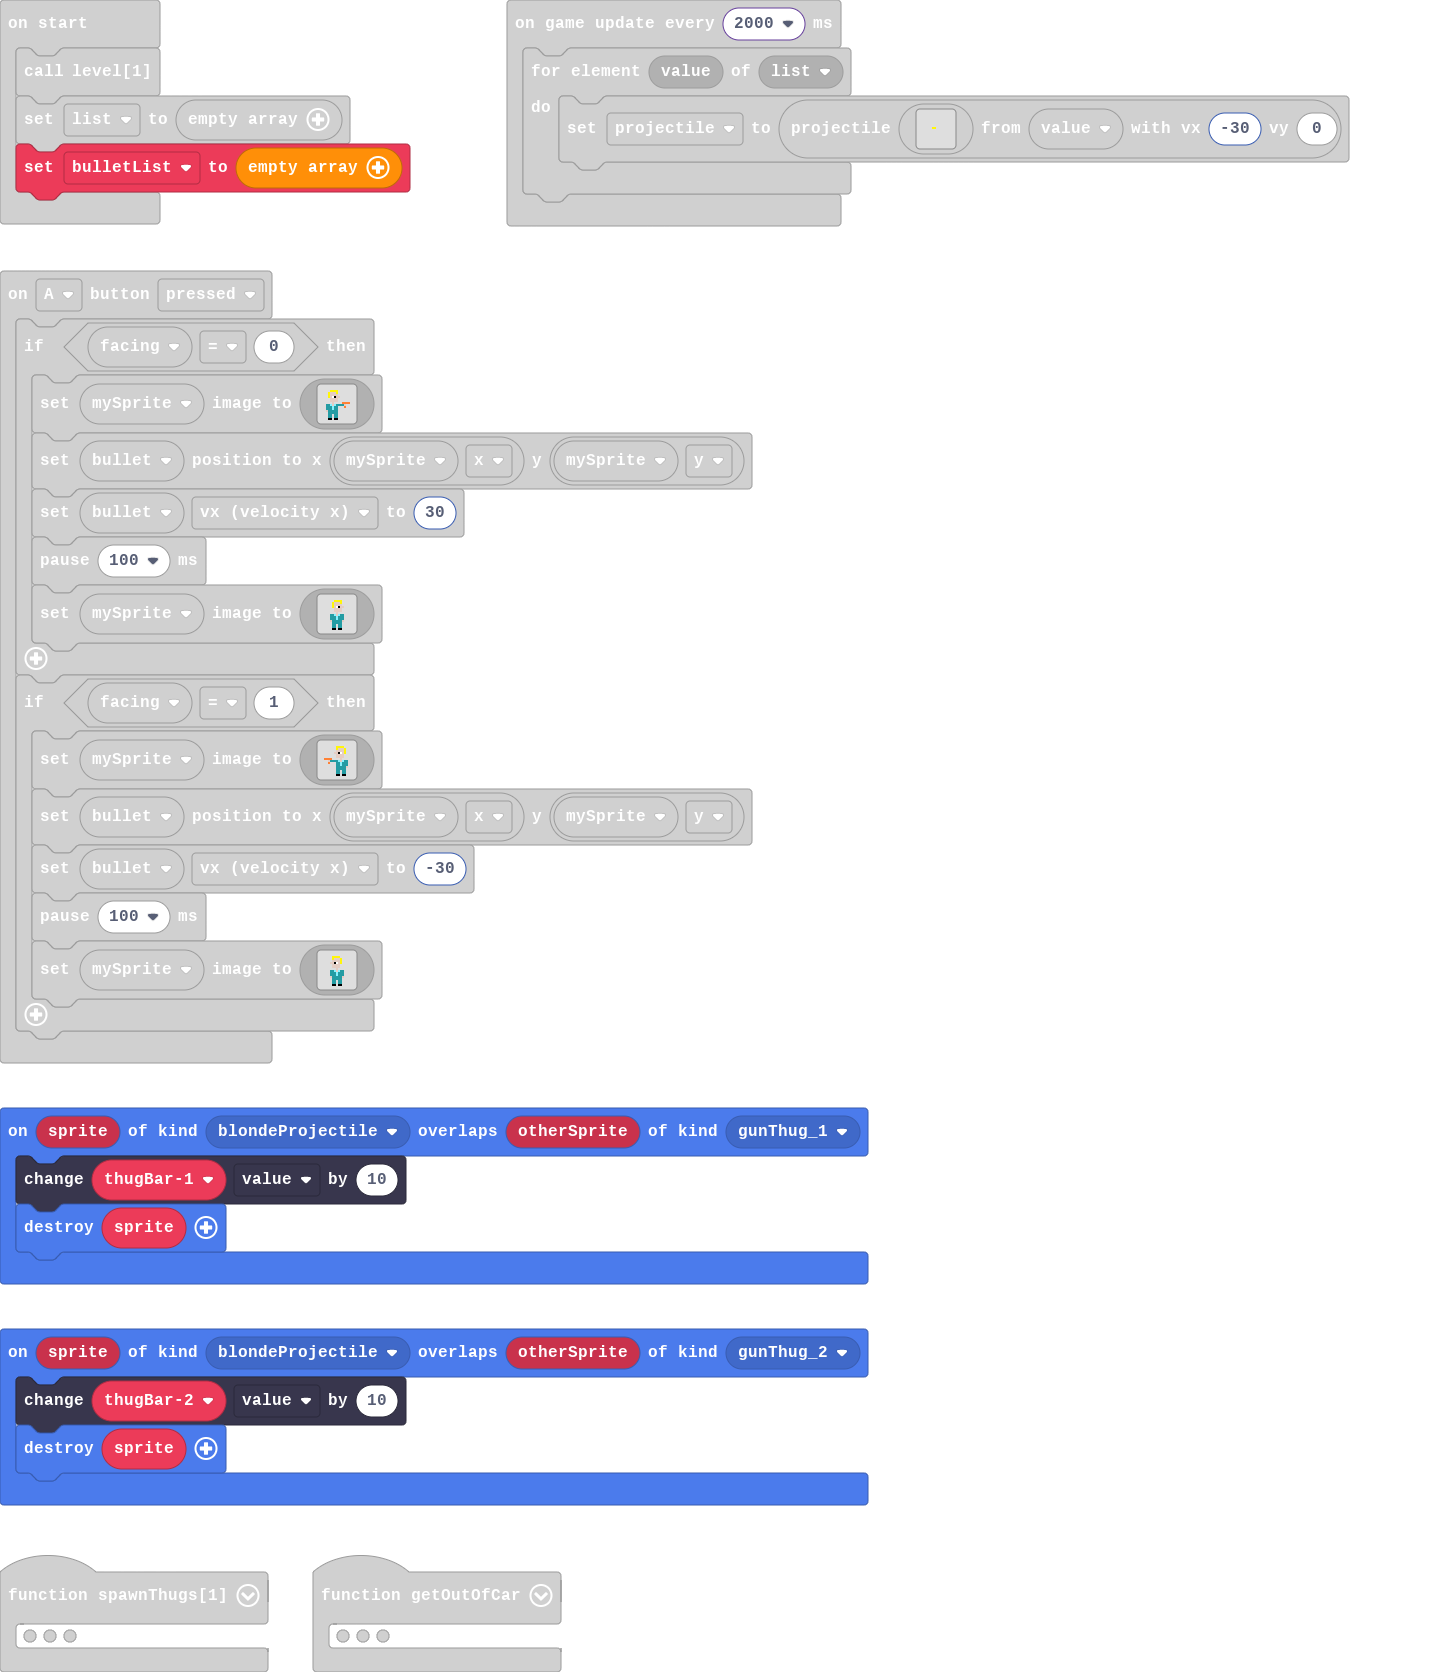 on start
call level[1]
set list to empty array
set bulletList to empty array
on game update every 2000 ms
for element value of list
do set projectile to projectile from value with vx -30 vy 0
on A button pressed
if facing = 0 then
set mySprite image to
set bullet position to x mySprite x y mySprite y
set bullet vx (velocity x) to 30
pause 100 ms
set mySprite image to
if facing = 1 then
set mySprite image to
set bullet position to x mySprite x y mySprite y
set bullet vx (velocity x) to -30
pause 100 ms
set mySprite image to
on sprite of kind blondeProjectile overlaps otherSprite of kind gunThug_1
change thugBar-1 value by 10
destroy sprite
on sprite of kind blondeProjectile overlaps otherSprite of kind gunThug_2
change thugBar-2 value by 10
destroy sprite
function spawnThugs[1]
function getOutOfCar